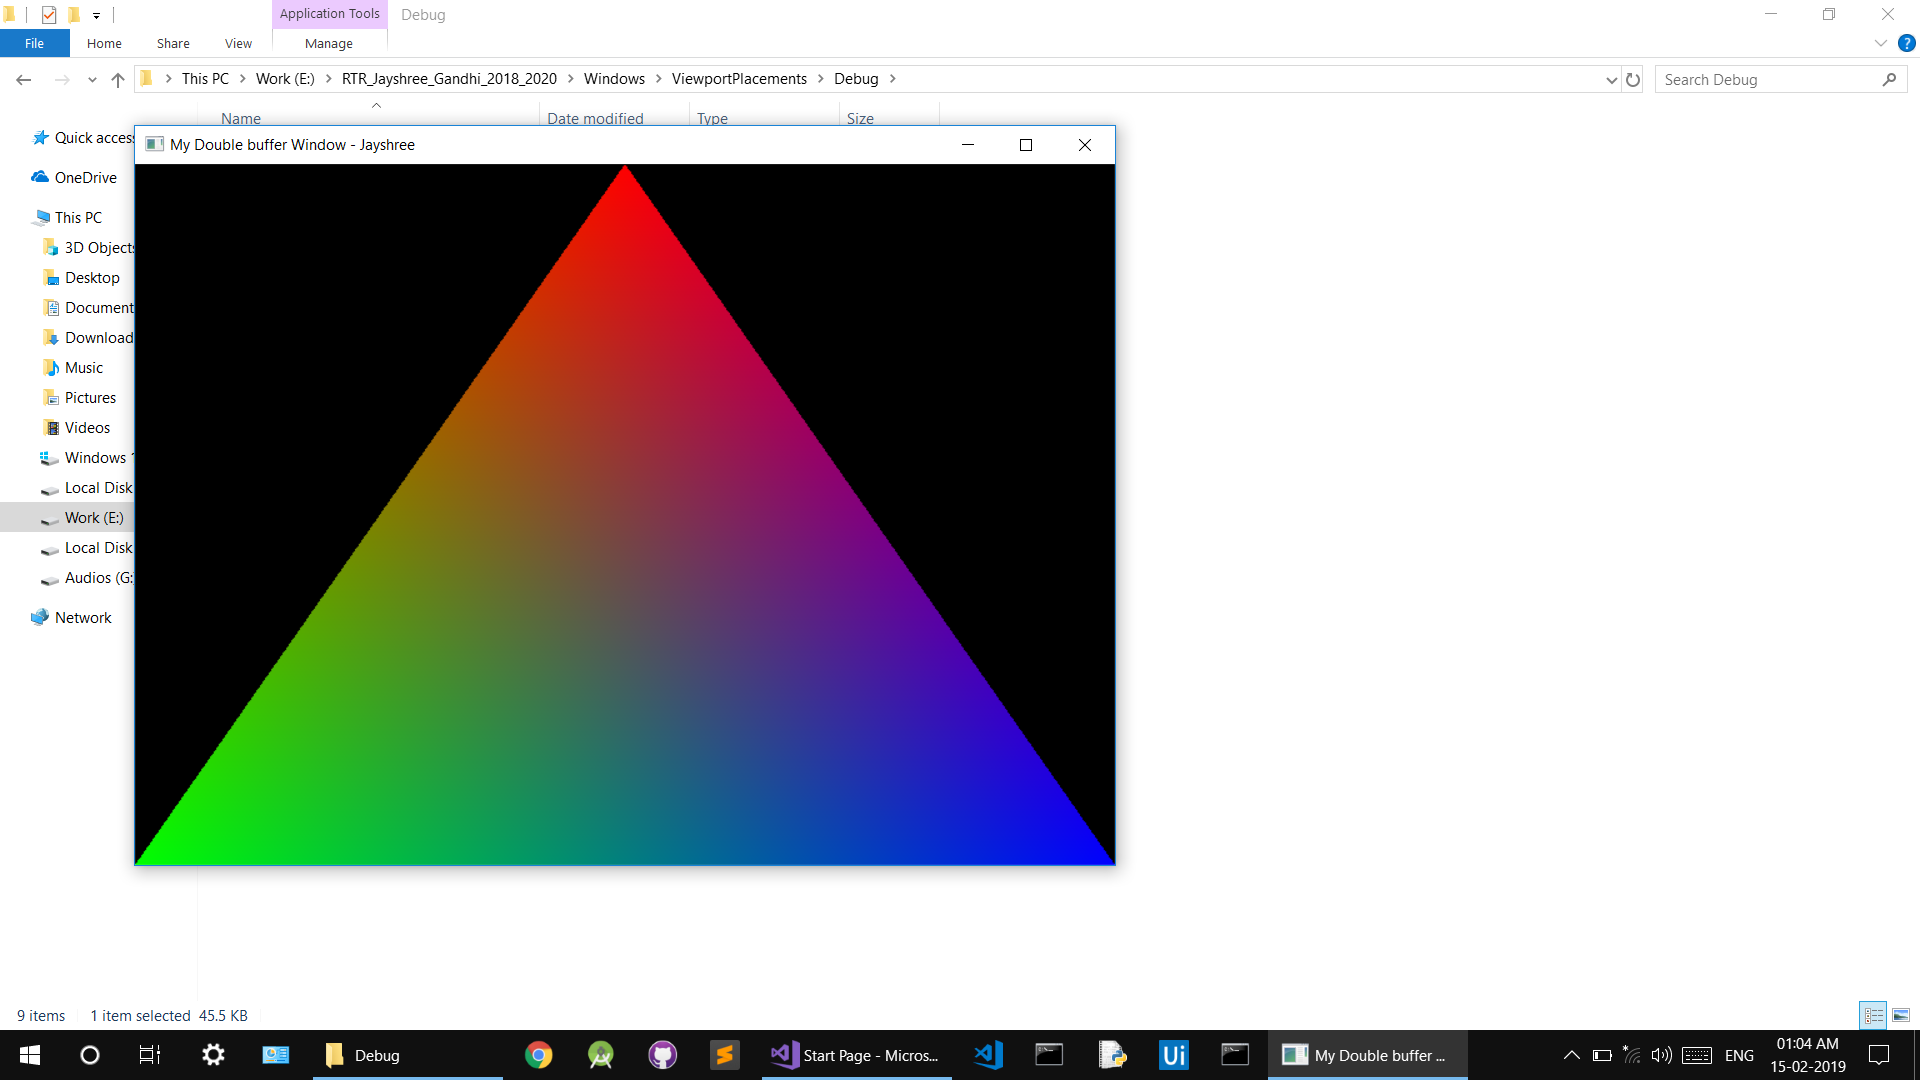 Application Tools
Debug
File
Home
Share
View
Manage
?
This PC
Work (E:)
RTR_Jayshree_Gandhi_2018_2020
Windows
ViewportPlacements
Debug
Search Debug
Name
Date modified
Type
Size
Quick access
My Double buffer Window - Jayshree
OneDrive
This PC
3D Objects
Desktop
Document
Download
Music
Pictures
Videos
Windows
Local Disk
Work (E:)
Local Disk
Audios (G:
Network
9 items
1 item selected 45.5 KB
Debug
Start Page - Micros...
Ui
My Double buffer ...
ENG
01:04 AM
15-02-2019